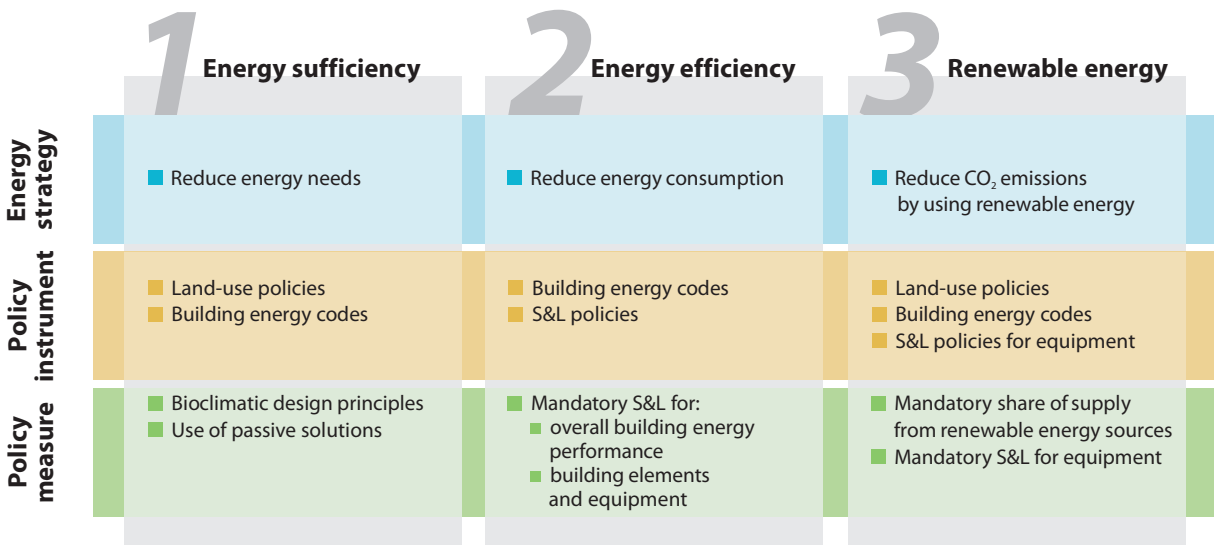 1 Energy sufficiency
2 Energy efficiency
3 Renewable energy
Energy
strategy
Reduce energy needs
Reduce energy consumption
Reduce CO₂ emissions
by using renewable energy
Policy
instrument
Land-use policies
Building energy codes
Building energy codes
S&L policies
Land-use policies
Building energy codes
S&L policies for equipment
Policy
measure
Bioclimatic design principles
Use of passive solutions
Mandatory S&L for:
overall building energy
performance
building elements
and equipment
Mandatory share of supply
from renewable energy sources
Mandatory S&L for equipment